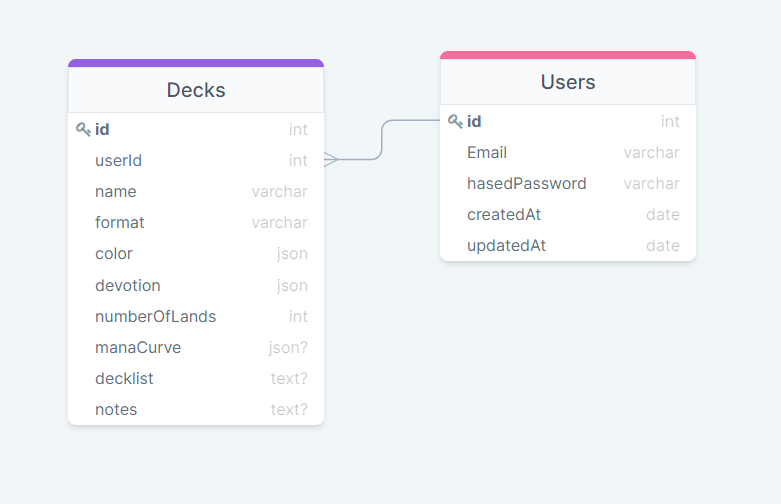 Decks
id int
userId int
name varchar
format varchar
color json
devotion json
numberOfLands int
manaCurve json?
decklist text?
notes text?
Users
id int
Email varchar
hasedPassword varchar
createdAt date
updatedAt date